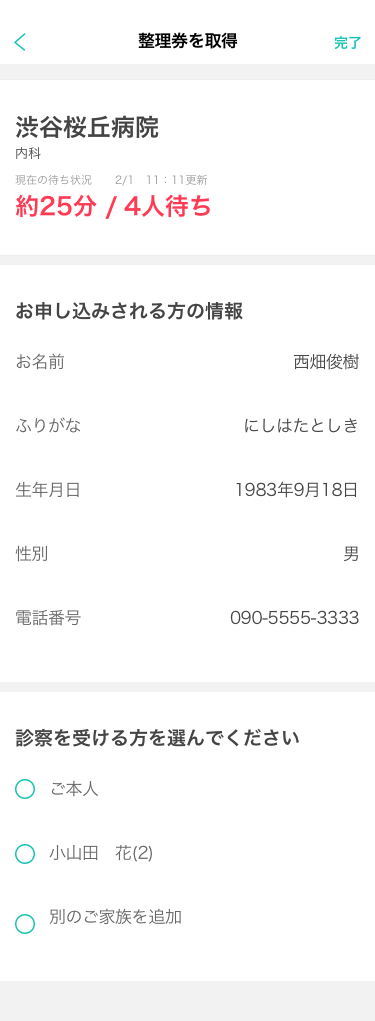 整理券を取得
完了
渋谷桜丘病院
内科
現在の待ち状況　2/1　11：11更新
約25分 / 4人待ち
お申し込みされる方の情報
お名前　西畑俊樹
ふりがな　にしはたとしき
生年月日　1983年9月18日
性別　男
電話番号　090-5555-3333
診察を受ける方を選んでください
ご本人
小山田　花(2)
別のご家族を追加